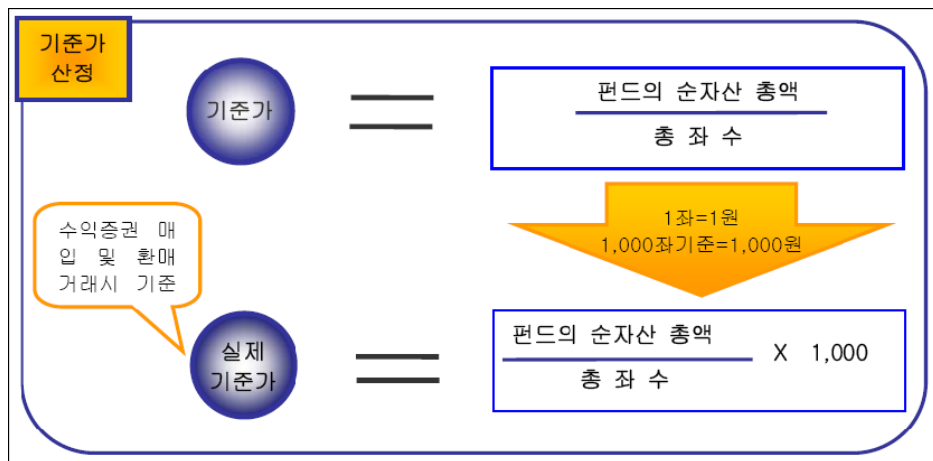 기준가
산정
기준가
펀드의 순자산 총액
총 좌 수
1좌=1원
1,000좌기준=1,000원
수익증권 매
입 및 환매
거래시 기준
실제
기준가
펀드의 순자산 총액
총 좌 수
X 1,000